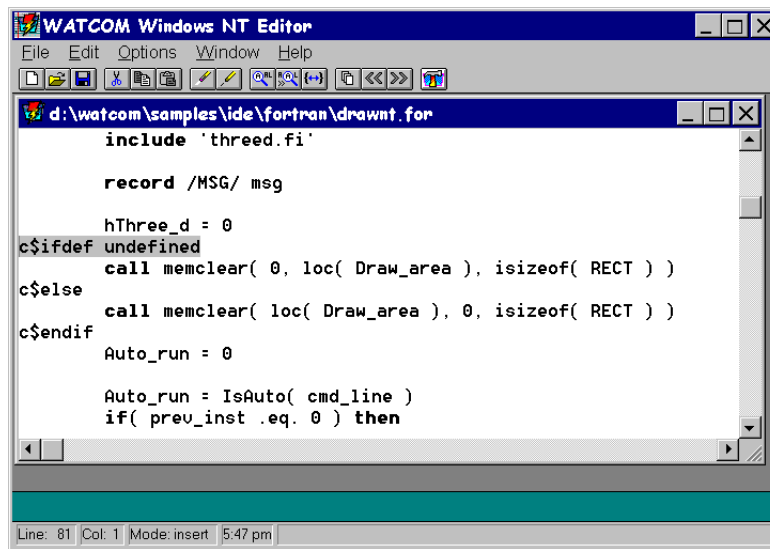 WATCOM Windows NT Editor
File Edit Options Window Help
d:\watcom\samples\ide\fortran\drawnt.for
include 'threed.fi'
record /MSG/ msg
hThree_d = 0
c$ifdef undefined
call memclear( 0, loc( Draw_area ), isizeof( RECT ) )
c$else
call memclear( loc( Draw_area ), 0, isizeof( RECT ) )
c$endif
Auto_run = 0
Auto_run = IsAuto( cmd_line )
if( prev_inst .eq. 0 ) then
Line: 81 Col: 1 Mode: insert 5:47 pm